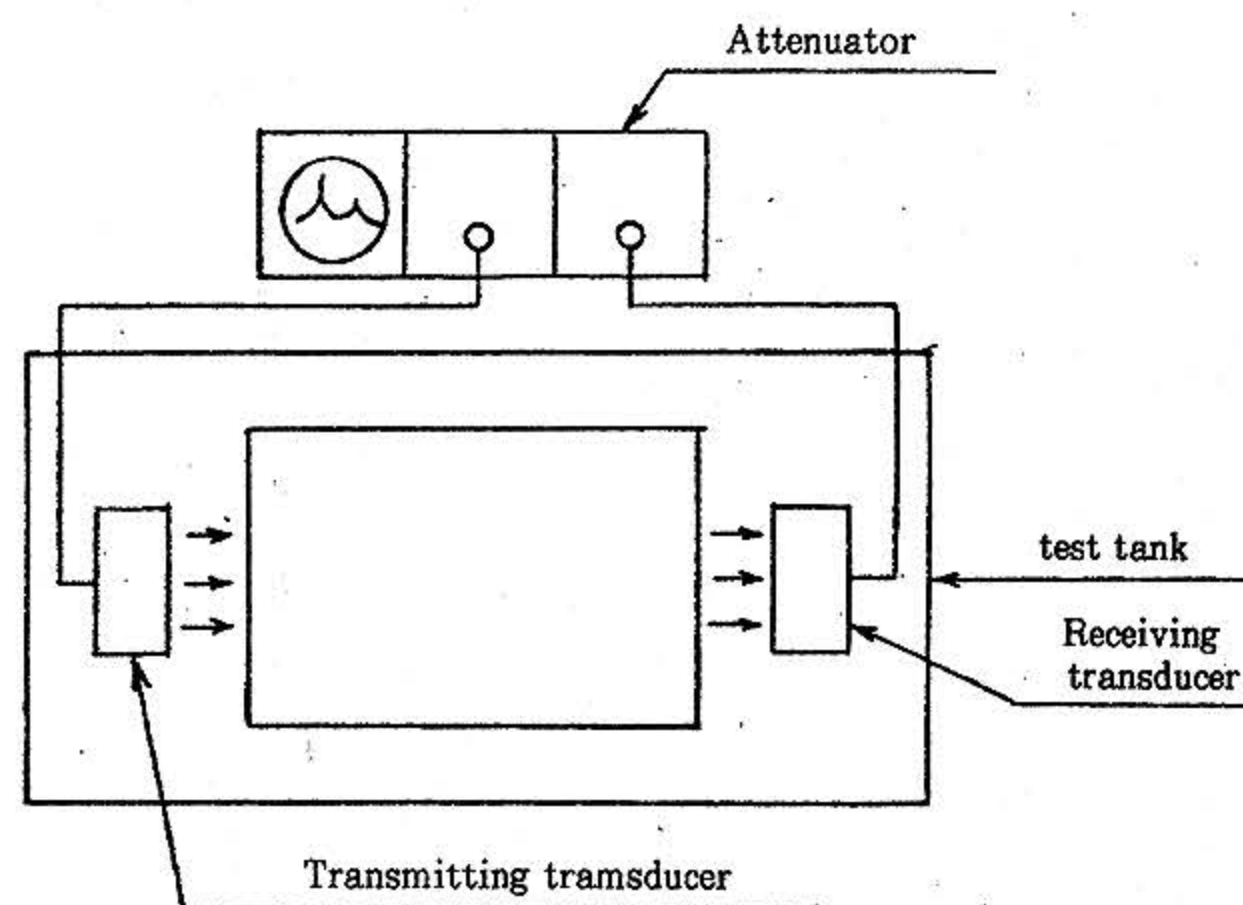 Attenuator
test tank
Receiving
transducer
Transmitting tramsducer